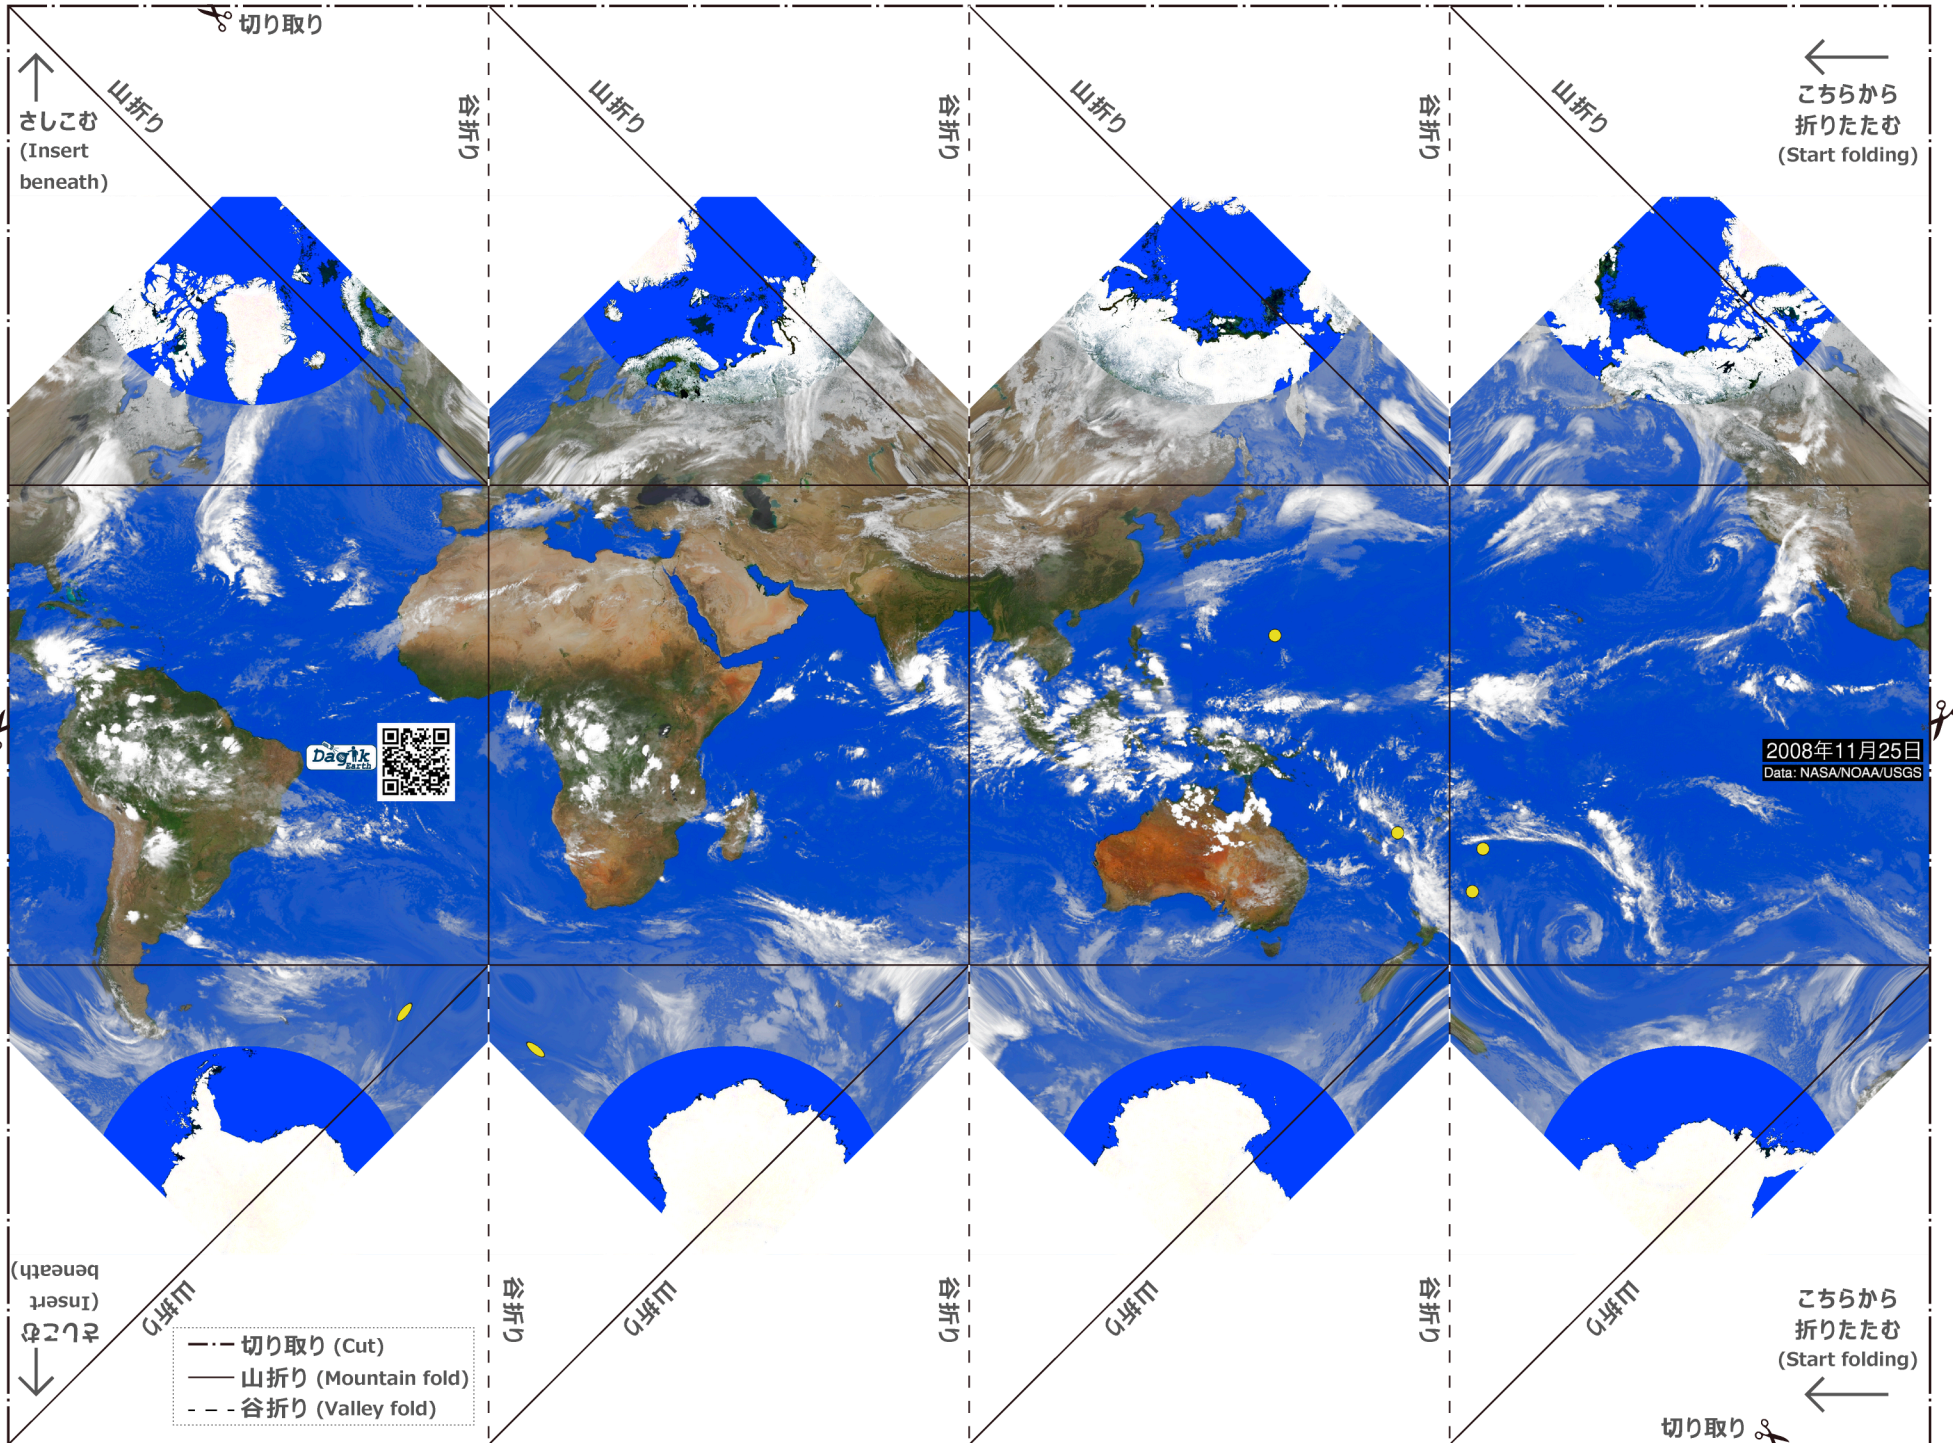 切り取り
山折り
山折り
山折り
山折り
谷折り
谷折り
谷折り
さしこむ
(Insert
beneath)
こちらから
折りたたむ
(Start folding)
Dagik
Earth
2008年11月25日
Data: NASA/NOAA/USGS
さしこむ
(Insert
beneath)
山折り
山折り
山折り
山折り
谷折り
谷折り
谷折り
切り取り (Cut)
山折り (Mountain fold)
谷折り (Valley fold)
こちらから
折りたたむ
(Start folding)
切り取り